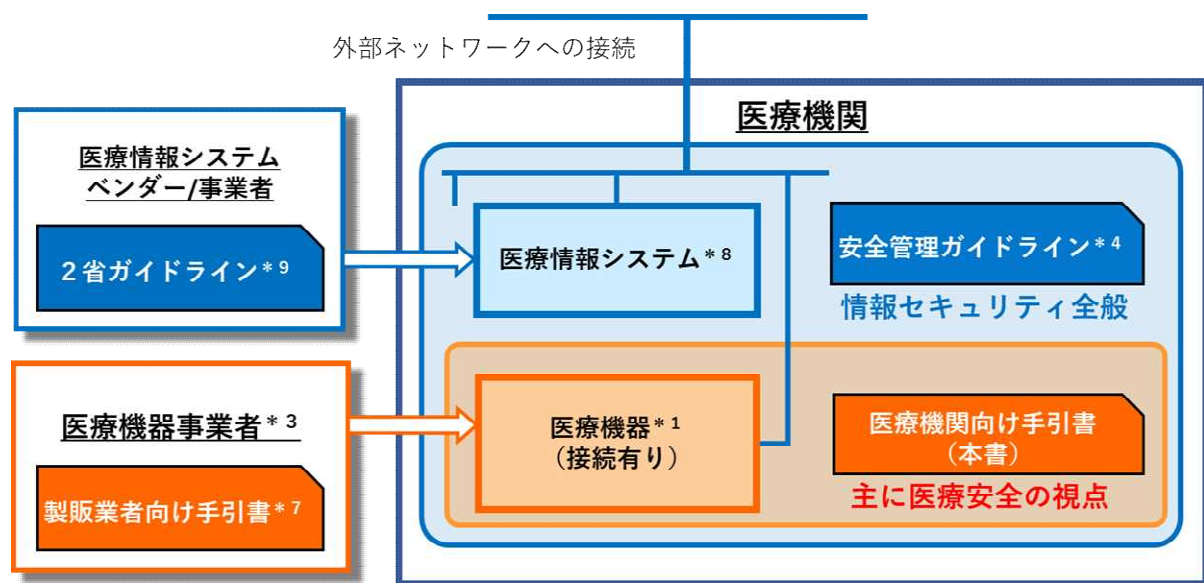 外部ネットワークへの接続
医療機関
医療情報システム
ベンダー/事業者
２省ガイドライン*９
医療情報システム*８
安全管理ガイドライン*４
情報セキュリティ全般
医療機器事業者*３
製販業者向け手引書*７
医療機器*１
（接続有り）
医療機関向け手引書
（本書）
主に医療安全の視点